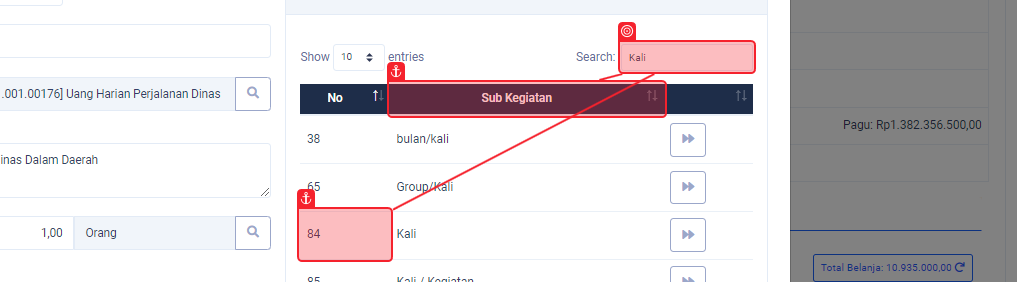 Show 10 entries
Search: Kali
.001.00176] Uang Harian Perjalanan Dinas
No
Sub Kegiatan
Pagu: Rp1.382.356.500,00
38
bulan/kali
inas Dalam Daerah
65
Group/Kali
1,00
Orang
84
Kali
Total Belanja: 10.935.000,00
85
Kali / Kegiatan